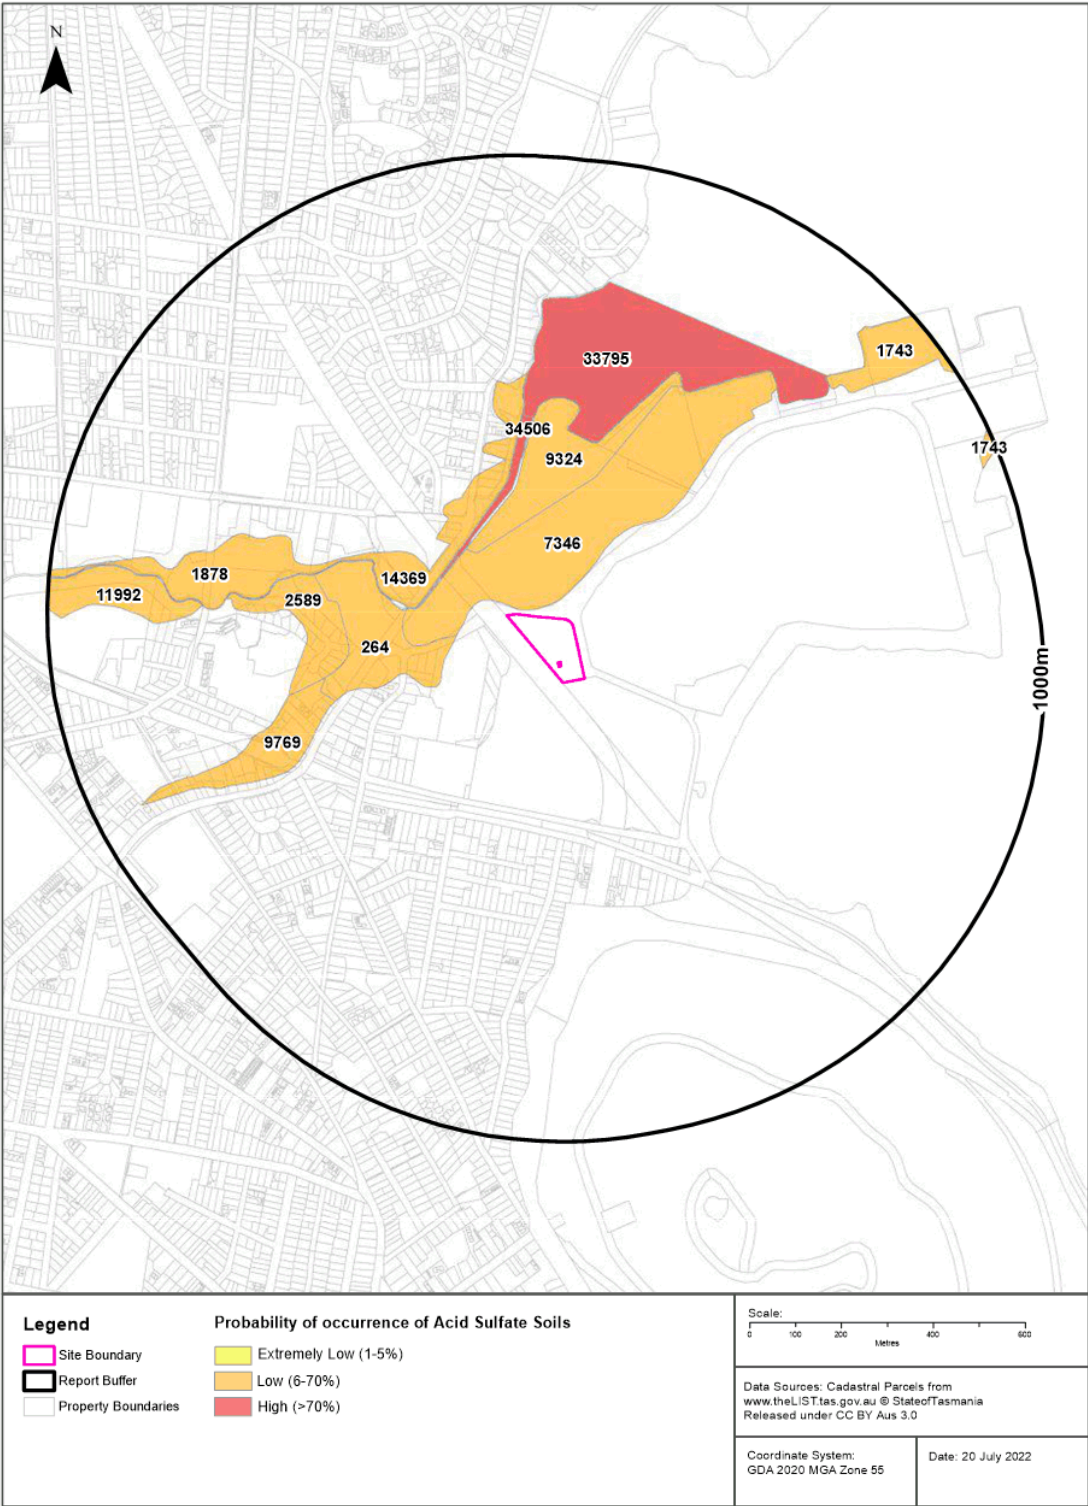 N
33795
1743
34506
9324
1743
7346
1878
14369
11992
2589
264
1000m
9769
Legend
Site Boundary
Report Buffer
Property Boundaries
Probability of occurrence of Acid Sulfate Soils
Extremely Low (1-5%)
Low (6-70%)
High (>70%)
Scale:
0 100 200 400 600
Metres
Data Sources: Cadastral Parcels from
www.theLIST.tas.gov.au © StateofTasmania
Released under CC BY Aus 3.0
Coordinate System:
GDA 2020 MGA Zone 55
Date: 20 July 2022